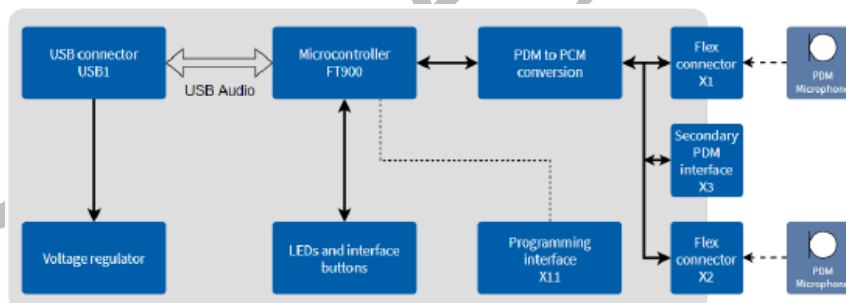 USB connector
USB1
USB Audio
Microcontroller
FT900
PDM to PCM
conversion
Flex
connector
X1
PDM
Microphone
Secondary
PDM
interface
X3
Voltage regulator
LEDs and interface
buttons
Programming
interface
X11
Flex
connector
X2
PDM
Microphone